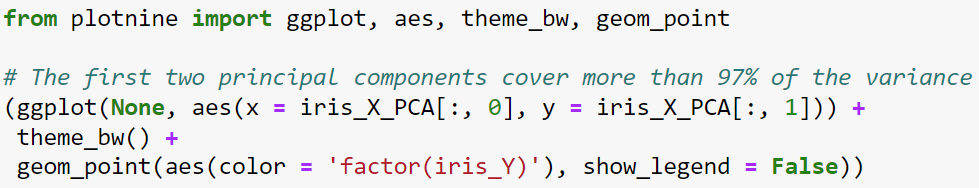 from plotnine import ggplot, aes, theme_bw, geom_point
# The first two principal components cover more than 97% of the variance
(ggplot(None, aes(x = iris_X_PCA[:, 0], y = iris_X_PCA[:, 1])) +
 theme_bw() +
 geom_point(aes(color = 'factor(iris_Y)'), show_legend = False))